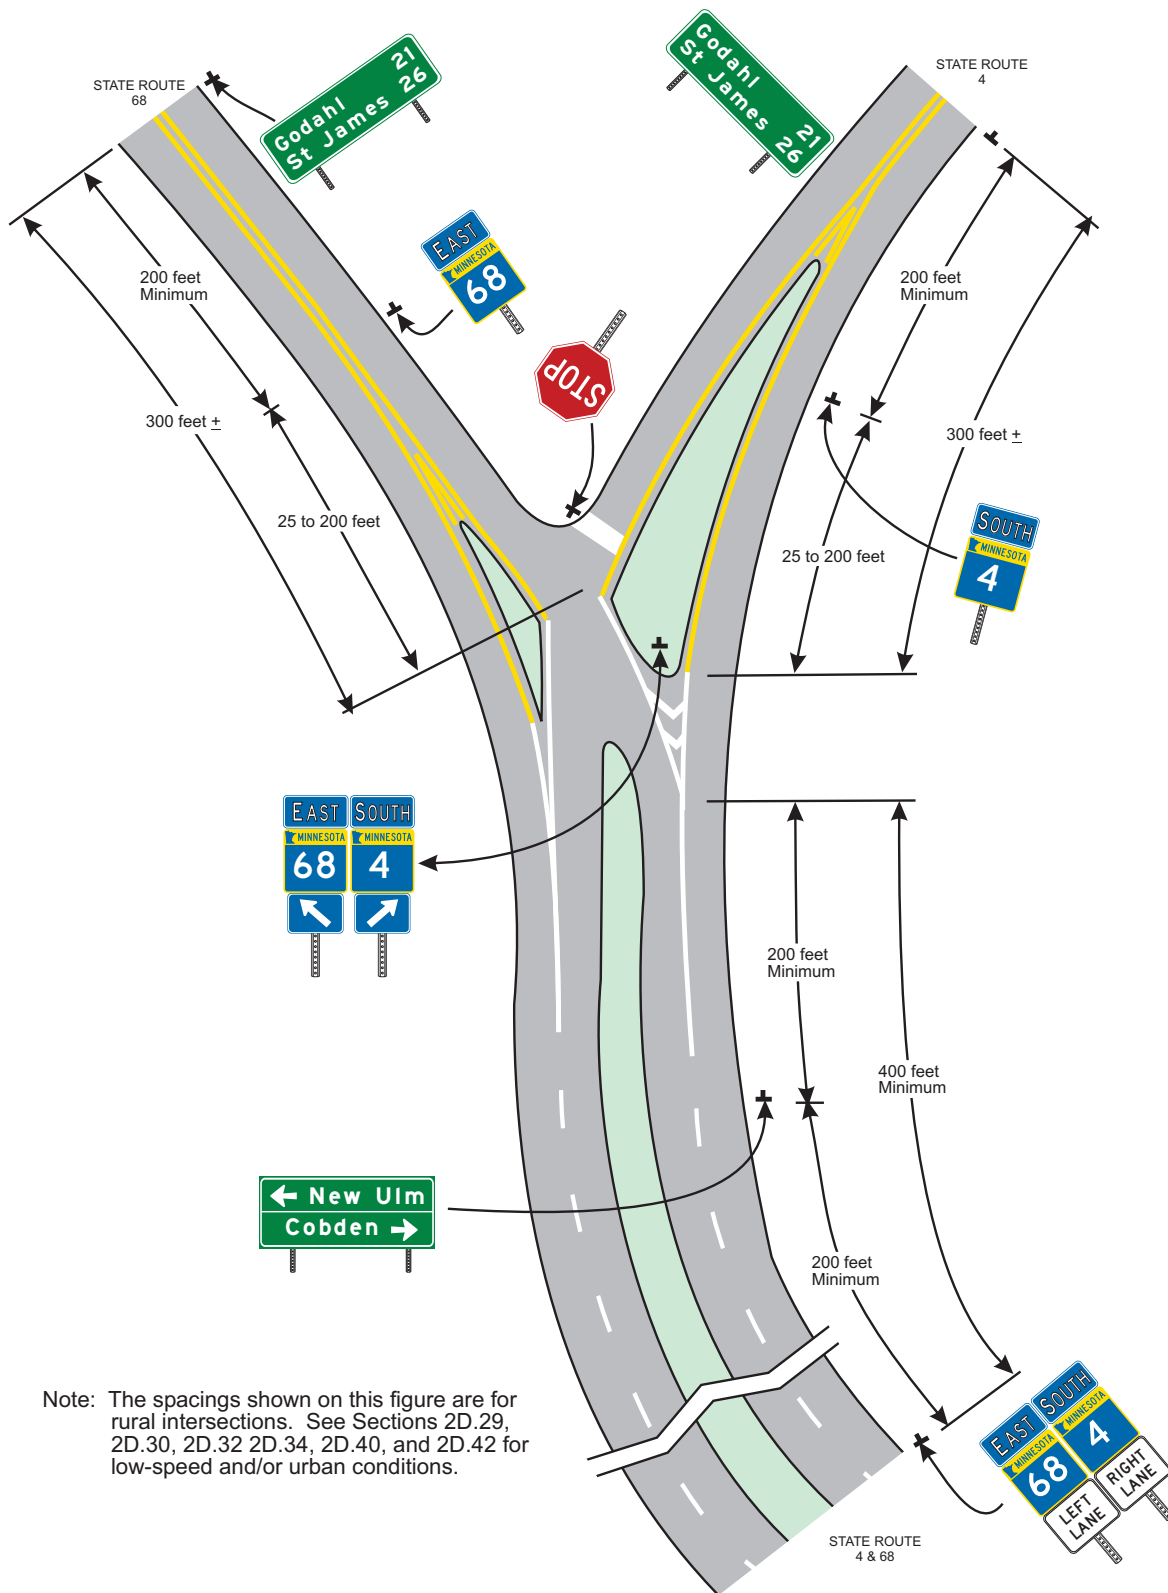 STATE ROUTE
68
Godahl 21
St James 26
Godahl 21
St James 26
STATE ROUTE
4
EAST
MINNESOTA
68
200 feet
Minimum
200 feet
Minimum
STOP
300 feet +
300 feet +
25 to 200 feet
25 to 200 feet
SOUTH
MINNESOTA
4
EAST SOUTH
MINNESOTA MINNESOTA
68 4
200 feet
Minimum
400 feet
Minimum
New Ulm
Cobden
200 feet
Minimum
Note: The spacings shown on this figure are for
rural intersections. See Sections 2D.29,
2D.30, 2D.32 2D.34, 2D.40, and 2D.42 for
low-speed and/or urban conditions.
EAST SOUTH
MINNESOTA MINNESOTA
68 4
LEFT
LANE
RIGHT
LANE
STATE ROUTE
4 & 68